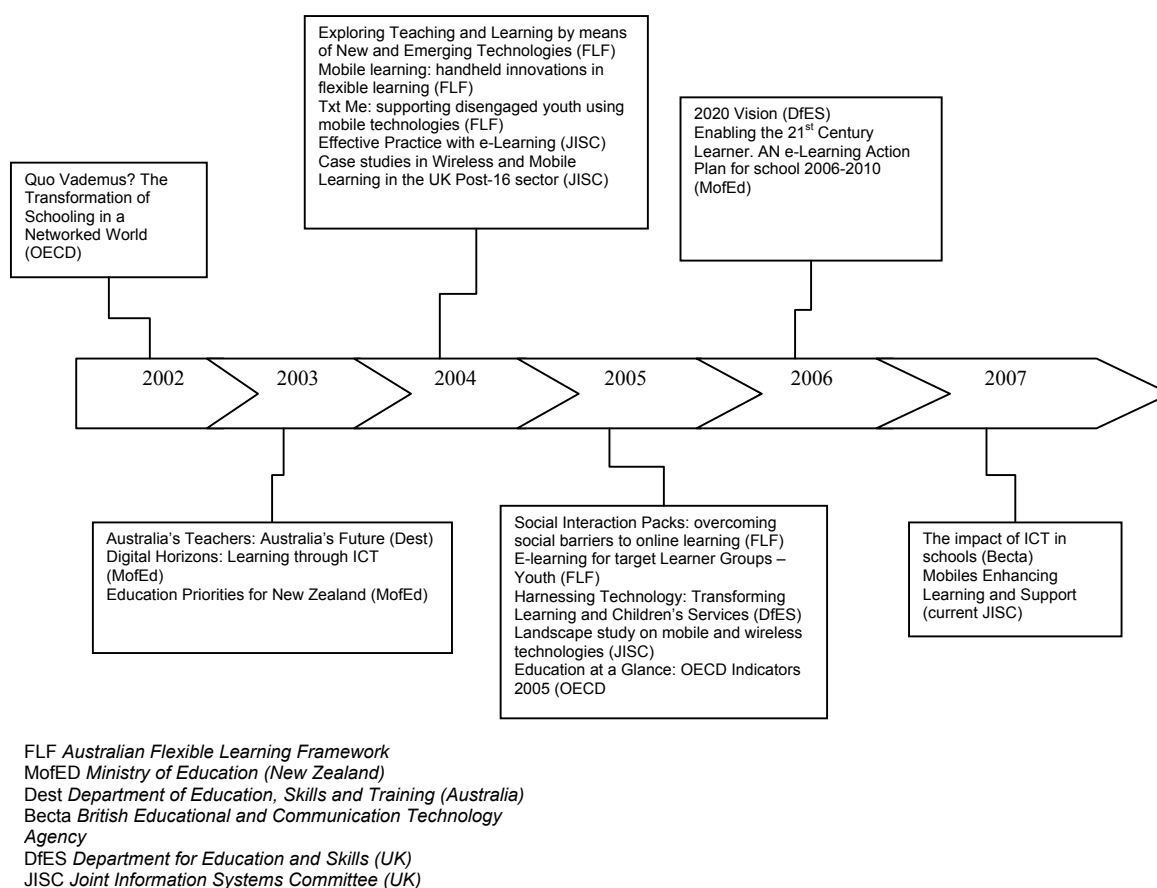 Exploring Teaching and Learning by means
of New and Emerging Technologies (FLF)
Mobile learning: handheld innovations in
flexible learning (FLF)
Txt Me: supporting disengaged youth using
mobile technologies (FLF)
Effective Practice with e-Learning (JISC)
Case studies in Wireless and Mobile
Learning in the UK Post-16 sector (JISC)
2020 Vision (DfES)
Enabling the 21st Century
Learner. AN e-Learning Action
Plan for school 2006-2010
(MofEd)
Quo Vademus? The
Transformation of
Schooling in a
Networked World
(OECD)
2002
2003
2004
2005
2006
2007
Australia's Teachers: Australia's Future (Dest)
Digital Horizons: Learning through ICT
(MofEd)
Education Priorities for New Zealand (MofEd)
Social Interaction Packs: overcoming
social barriers to online learning (FLF)
E-learning for target Learner Groups –
Youth (FLF)
Harnessing Technology: Transforming
Learning and Children's Services (DfES)
Landscape study on mobile and wireless
technologies (JISC)
Education at a Glance: OECD Indicators
2005 (OECD
The impact of ICT in
schools (Becta)
Mobiles Enhancing
Learning and Support
(current JISC)
FLF Australian Flexible Learning Framework
MofED Ministry of Education (New Zealand)
Dest Department of Education, Skills and Training (Australia)
Becta British Educational and Communication Technology
Agency
DfES Department for Education and Skills (UK)
JISC Joint Information Systems Committee (UK)